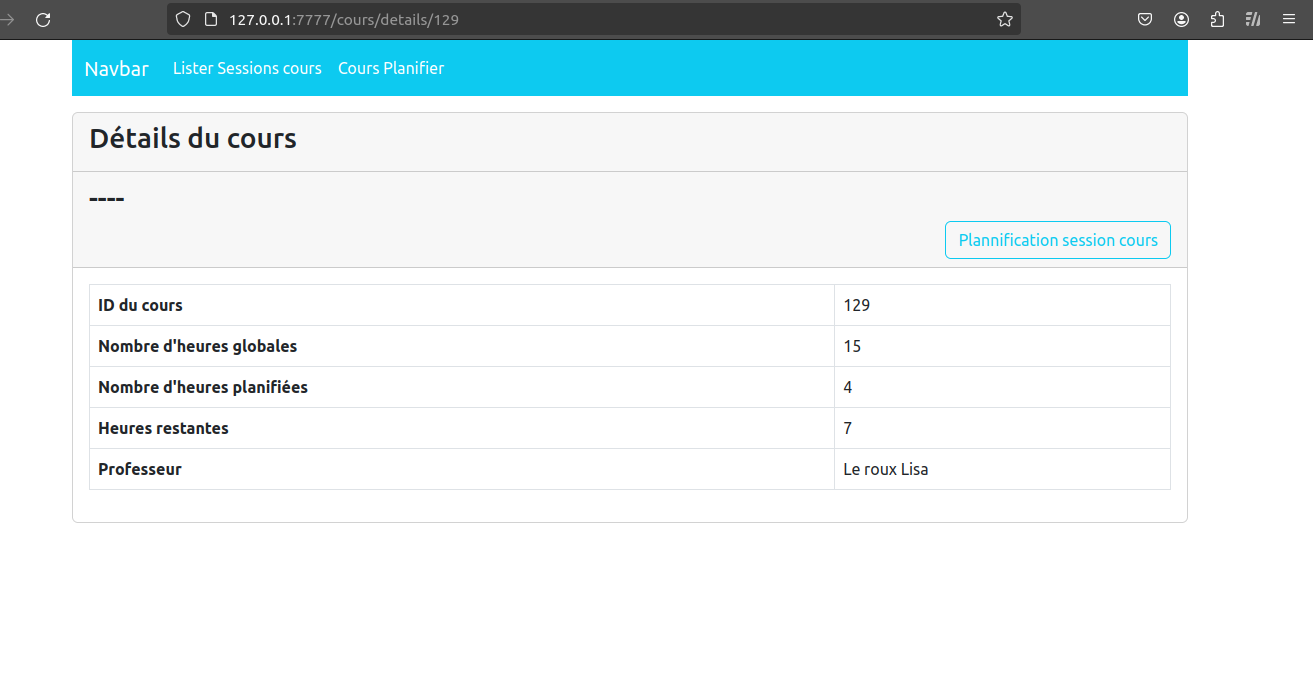 127.0.0.1:7777/cours/details/129
Navbar Lister Sessions cours Cours Planifier
Détails du cours
----
Plannification session cours
ID du cours 129
Nombre d'heures globales 15
Nombre d'heures planifiées 4
Heures restantes 7
Professeur Le roux Lisa